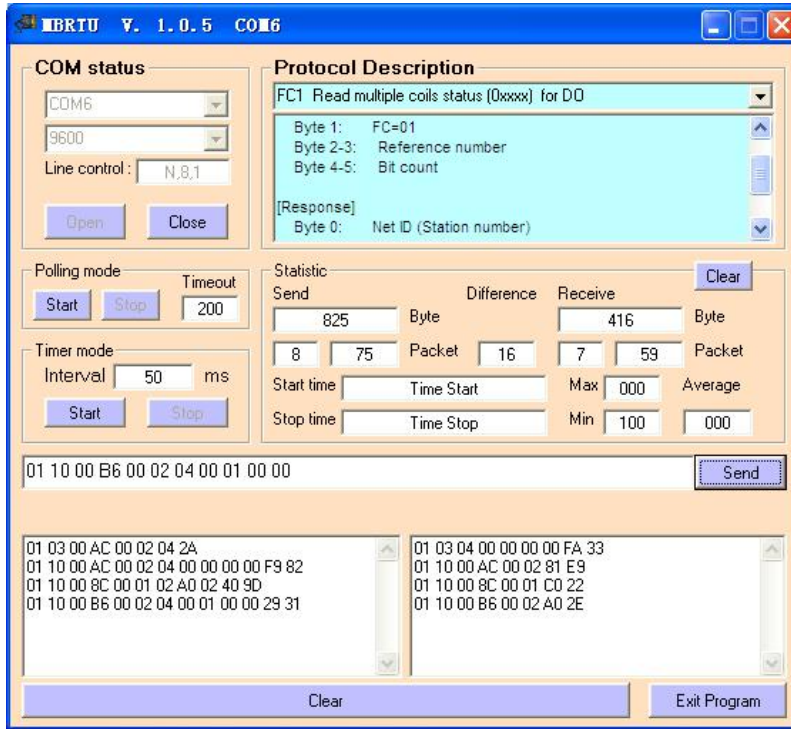 MBRTU V. 1.0.5 COM6
COM status
COM6
9600
Line control : N,8,1
Open Close
Protocol Description
FC1 Read multiple coils status (0xxxx) for DO
Byte 1: FC=01
Byte 2-3: Reference number
Byte 4-5: Bit count
[Response]
Byte 0: Net ID (Station number)
Polling mode
Timeout
Start Stop 200
Timer mode
Interval 50 ms
Start Stop
Statistic Clear
Send Difference Receive
825 Byte 416 Byte
8 75 Packet 16 7 59 Packet
Start time Time Start Max 000 Average
Stop time Time Stop Min 100 000
01 10 00 B6 00 02 04 00 01 00 00 Send
01 03 00 AC 00 02 04 2A
01 10 00 AC 00 02 04 00 00 00 00 F9 82
01 10 00 8C 00 01 02 A0 02 40 9D
01 10 00 B6 00 02 04 00 01 00 00 29 31
01 03 04 00 00 00 00 FA 33
01 10 00 AC 00 02 81 E9
01 10 00 8C 00 01 C0 22
01 10 00 B6 00 02 A0 2E
Clear Exit Program